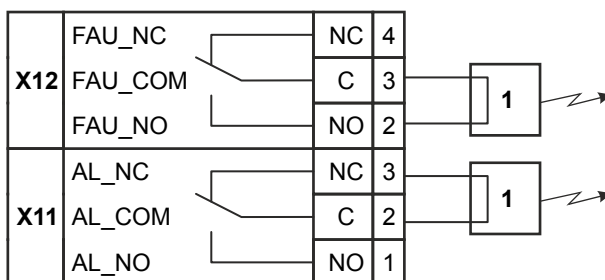 FAU_NC NC 4
X12 FAU_COM C 3
1
FAU_NO NO 2
AL_NC NC 3
1
X11 AL_COM C 2
AL_NO NO 1